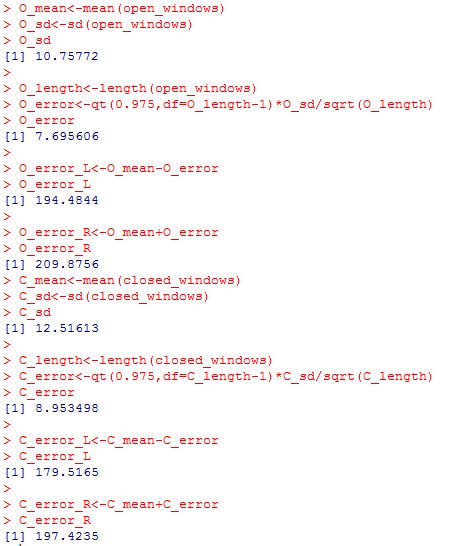 > O_mean<-mean(open_windows)
> O_sd<-sd(open_windows)
> O_sd
[1] 10.75772
>
> O_length<-length(open_windows)
> O_error<-qt(0.975,df=O_length-1)*O_sd/sqrt(O_length)
> O_error
[1] 7.695606
>
> O_error_L<-O_mean-O_error
> O_error_L
[1] 194.4844
>
> O_error_R<-O_mean+O_error
> O_error_R
[1] 209.8756
> C_mean<-mean(closed_windows)
> C_sd<-sd(closed_windows)
> C_sd
[1] 12.51613
>
> C_length<-length(closed_windows)
> C_error<-qt(0.975,df=C_length-1)*C_sd/sqrt(C_length)
> C_error
[1] 8.953498
>
> C_error_L<-C_mean-C_error
> C_error_L
[1] 179.5165
>
> C_error_R<-C_mean+C_error
> C_error_R
[1] 197.4235